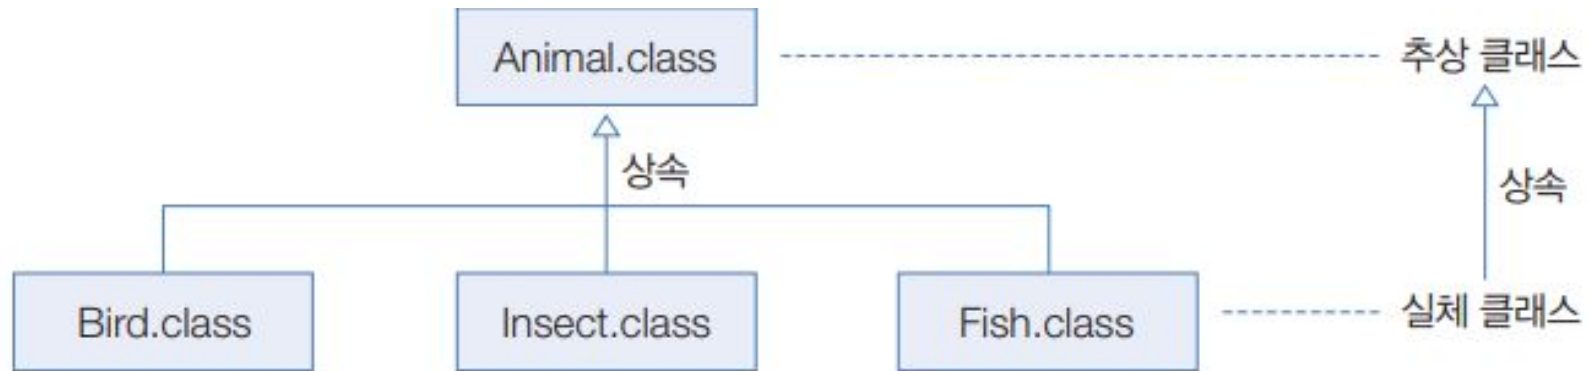 Animal.class
추상 클래스
상속
상속
Bird.class
Insect.class
Fish.class
실체 클래스